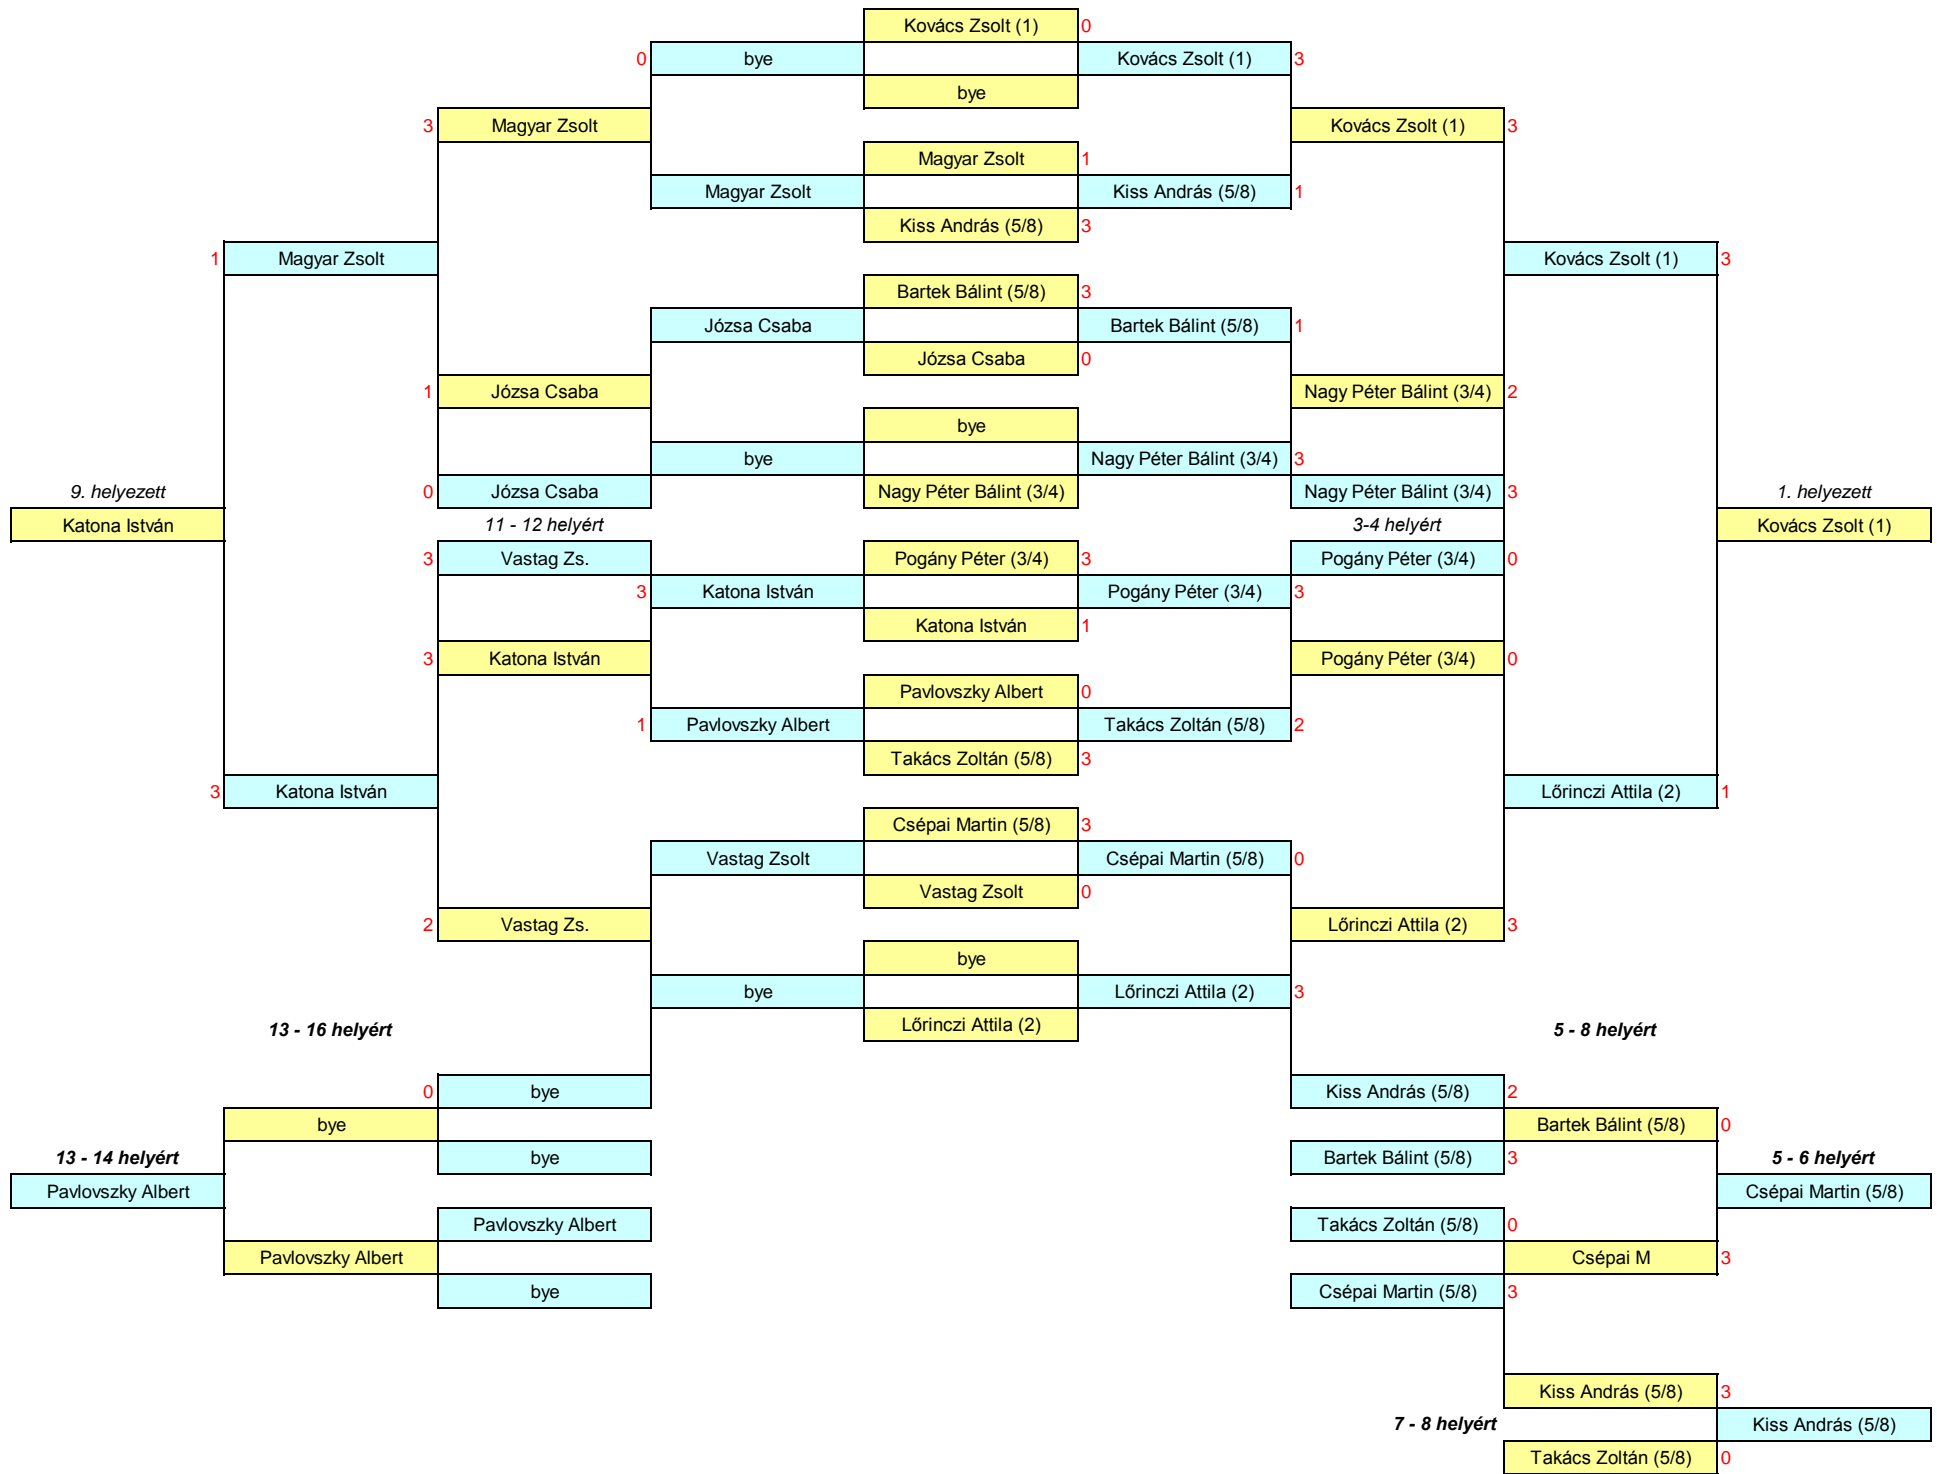 Kovács Zsolt (1) 0
0 bye Kovács Zsolt (1) 3
bye
3 Magyar Zsolt Kovács Zsolt (1) 3
Magyar Zsolt 1
Magyar Zsolt Kiss András (5/8) 1
Kiss András (5/8) 3
1 Magyar Zsolt Kovács Zsolt (1) 3
Bartek Bálint (5/8) 3
Józsa Csaba Bartek Bálint (5/8) 1
Józsa Csaba 0
1 Józsa Csaba Nagy Péter Bálint (3/4) 2
bye
bye Nagy Péter Bálint (3/4) 3
9. helyezett 0 Józsa Csaba Nagy Péter Bálint (3/4) Nagy Péter Bálint (3/4) 3 1. helyezett
Katona István 11 - 12 helyért 3-4 helyért Kovács Zsolt (1)
3 Vastag Zs. Pogány Péter (3/4) 3 Pogány Péter (3/4) 0
3 Katona István Pogány Péter (3/4) 3
Katona István 1
3 Katona István Pogány Péter (3/4) 0
Pavlovszky Albert 0
1 Pavlovszky Albert Takács Zoltán (5/8) 2
Takács Zoltán (5/8) 3
3 Katona István Lőrinczi Attila (2) 1
Csépai Martin (5/8) 3
Vastag Zsolt Csépai Martin (5/8) 0
Vastag Zsolt 0
2 Vastag Zs. Lőrinczi Attila (2) 3
bye
bye Lőrinczi Attila (2) 3
13 - 16 helyért Lőrinczi Attila (2) 5 - 8 helyért
0 bye Kiss András (5/8) 2
bye Bartek Bálint (5/8) 0
13 - 14 helyért bye Bartek Bálint (5/8) 3 5 - 6 helyért
Pavlovszky Albert Csépai Martin (5/8)
Pavlovszky Albert Takács Zoltán (5/8) 0
Pavlovszky Albert Csépai M 3
bye Csépai Martin (5/8) 3
Kiss András (5/8) 3
7 - 8 helyért Kiss András (5/8)
Takács Zoltán (5/8) 0